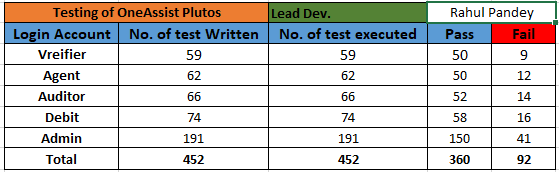 Testing of OneAssist Plutos Lead Dev. Rahul Pandey
Login Account No. of test Written No. of test executed Pass Fail
Vreifier 59 59 50 9
Agent 62 62 50 12
Auditor 66 66 52 14
Debit 74 74 58 16
Admin 191 191 150 41
Total 452 452 360 92